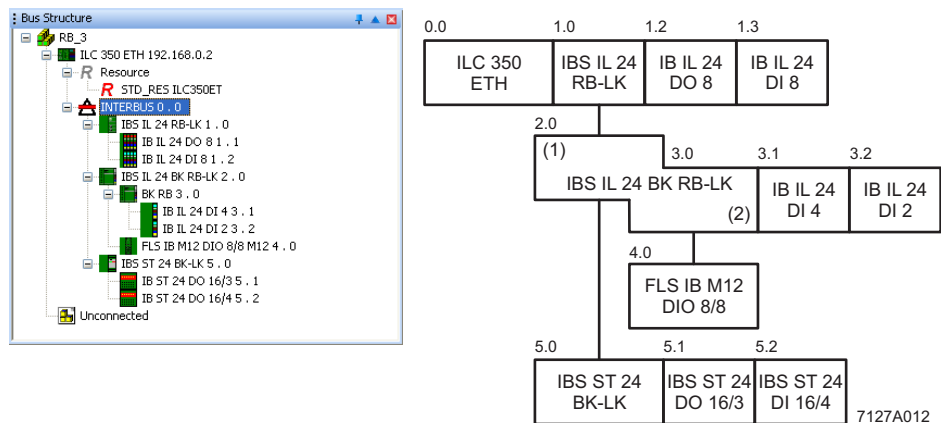 Bus Structure
RB_3
ILC 350 ETH 192.168.0.2
R Resource
R STD_RES ILC350ET
INTERBUS 0 . 0
IBS IL 24 RB-LK 1 . 0
IB IL 24 DO 8 1 . 1
IB IL 24 DI 8 1 . 2
IBS IL 24 BK RB-LK 2 . 0
BK RB 3 . 0
IB IL 24 DI 4 3 . 1
IB IL 24 DI 2 3 . 2
FLS IB M12 DIO 8/8 M12 4 . 0
IBS ST 24 BK-LK 5 . 0
IB ST 24 DO 16/3 5 . 1
IB ST 24 DO 16/4 5 . 2
Unconnected
0.0
1.0
1.2
1.3
ILC 350
ETH
IBS IL 24
RB-LK
IB IL 24
DO 8
IB IL 24
DI 8
2.0
(1)
3.0
3.1
3.2
IBS IL 24 BK RB-LK
(2)
IB IL 24
DI 4
IB IL 24
DI 2
4.0
FLS IB M12
DIO 8/8
5.0
5.1
5.2
IBS ST 24
BK-LK
IBS ST 24
DO 16/3
IBS ST 24
DI 16/4
7127A012